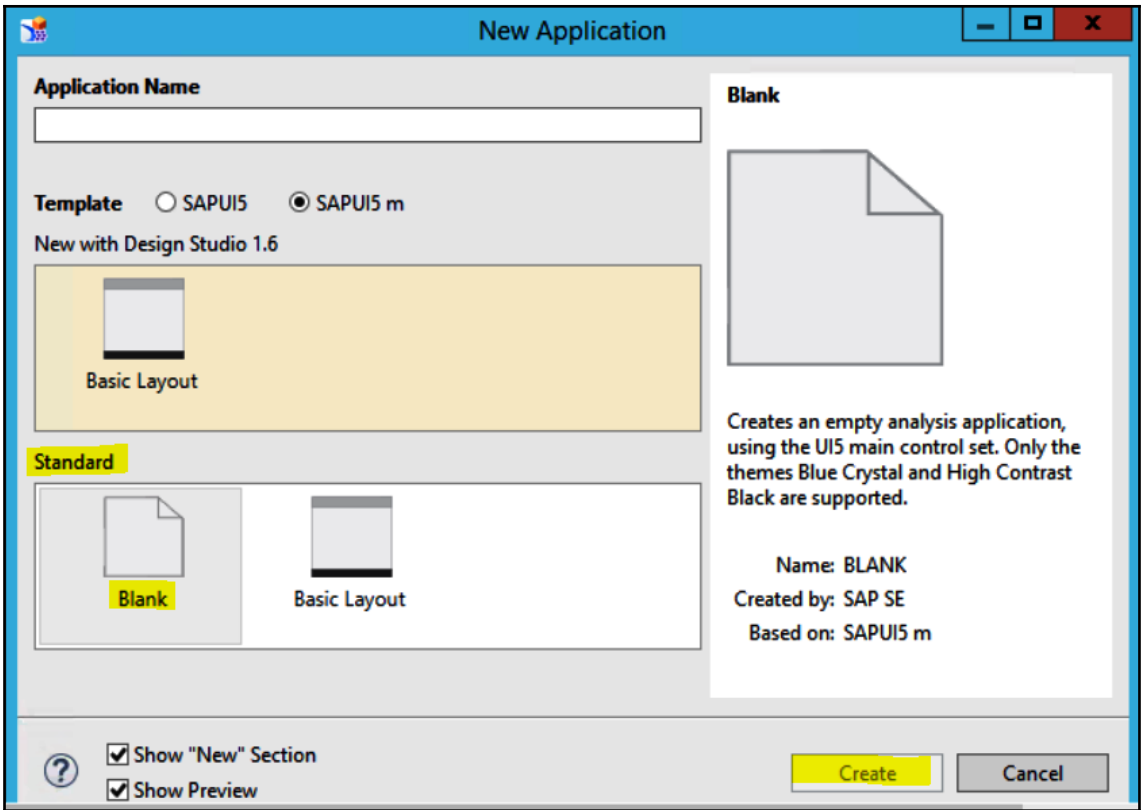 New Application
Application Name
Template SAPUI5 SAPUI5 m
New with Design Studio 1.6
Basic Layout
Standard
Blank Basic Layout
Blank
Creates an empty analysis application,
using the UI5 main control set. Only the
themes Blue Crystal and High Contrast
Black are supported.
Name: BLANK
Created by: SAP SE
Based on: SAPUI5 m
? Show "New" Section
Show Preview
Create Cancel